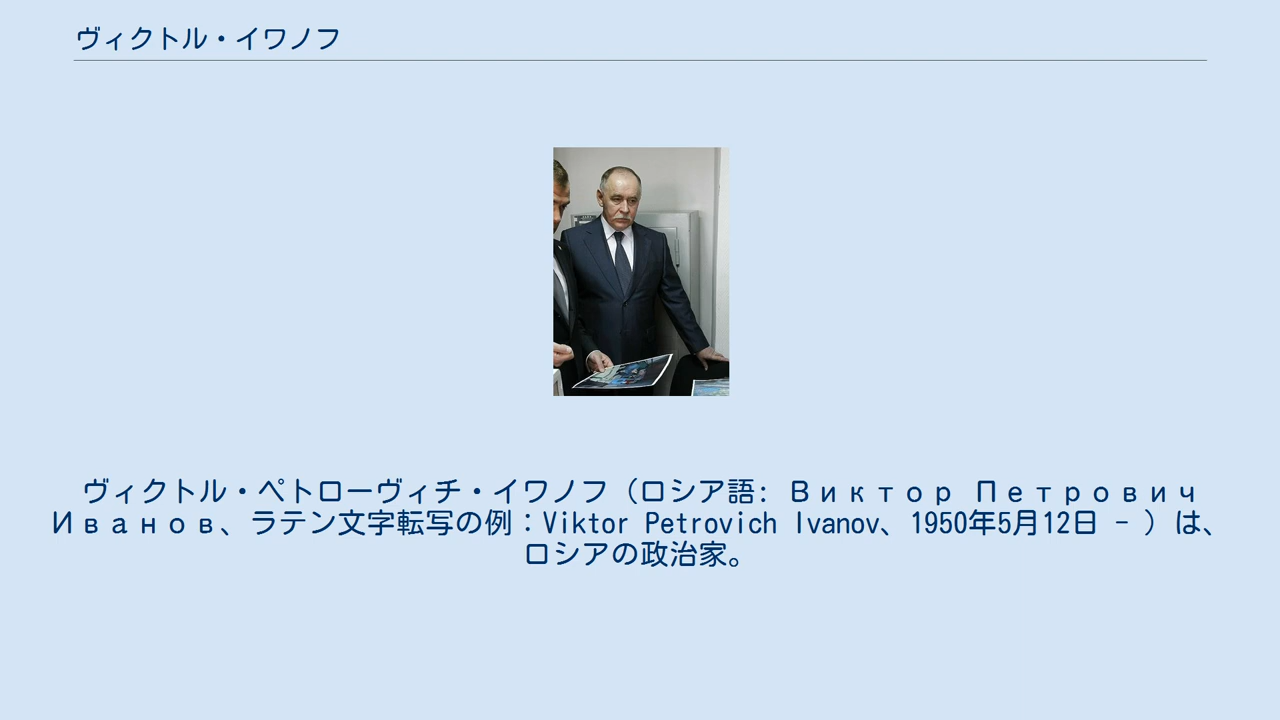 ヴィクトル・イワノフ
ヴィクトル・ペトローヴィチ・イワノフ（ロシア語: Виктор Петрович
Иванов、ラテン文字転写の例：Viktor Petrovich Ivanov、1950年5月12日 - ）は、
ロシアの政治家。